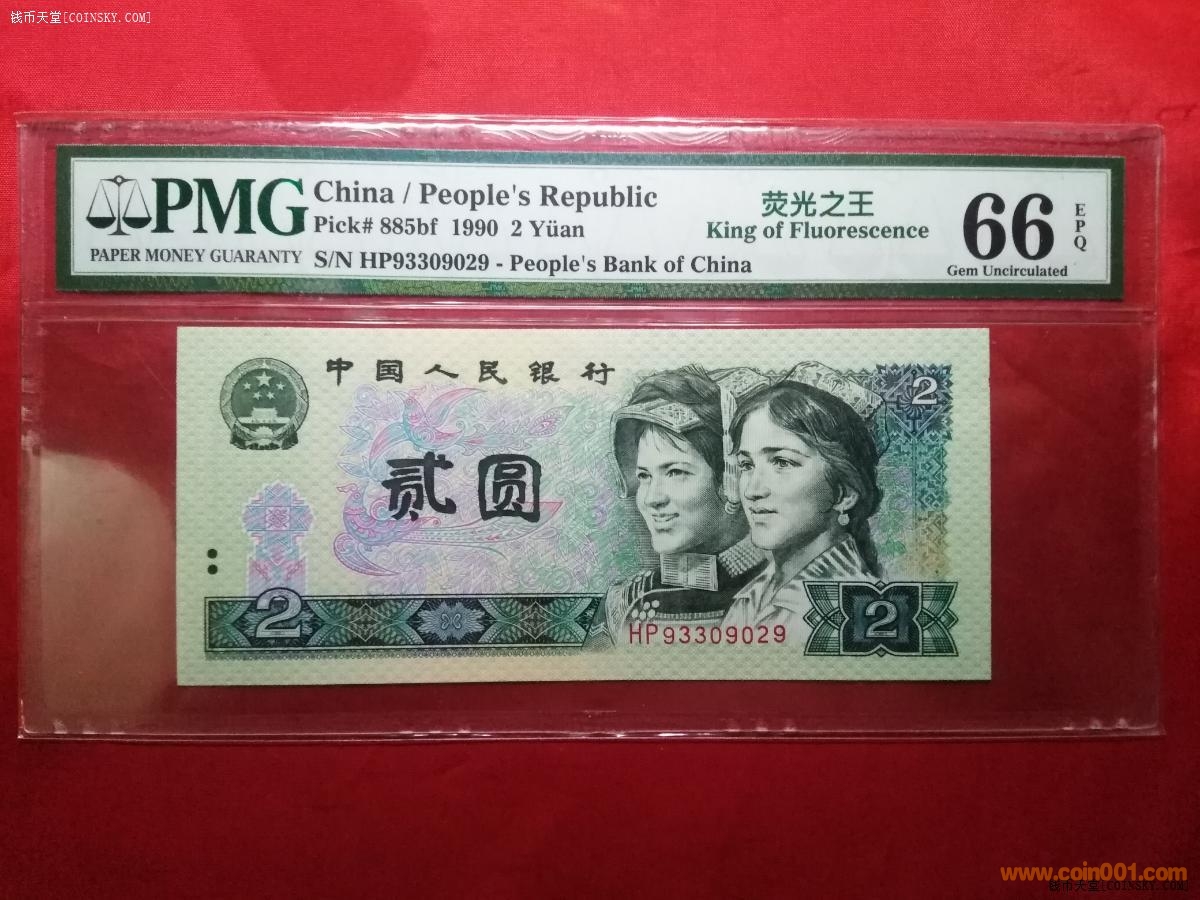 钱币天堂[COINSKY.COM]
PMG
PAPER MONEY GUARANTY
China / People's Republic
Pick# 885bf 1990 2 Yüan
S/N HP93309029 - People's Bank of China
荧光之王
King of Fluorescence
66
EPQ
Gem Uncirculated
中国人民银行
2
贰圆
2
HP93309029
2
www.coin001.com
钱币天堂[COINSKY.COM]